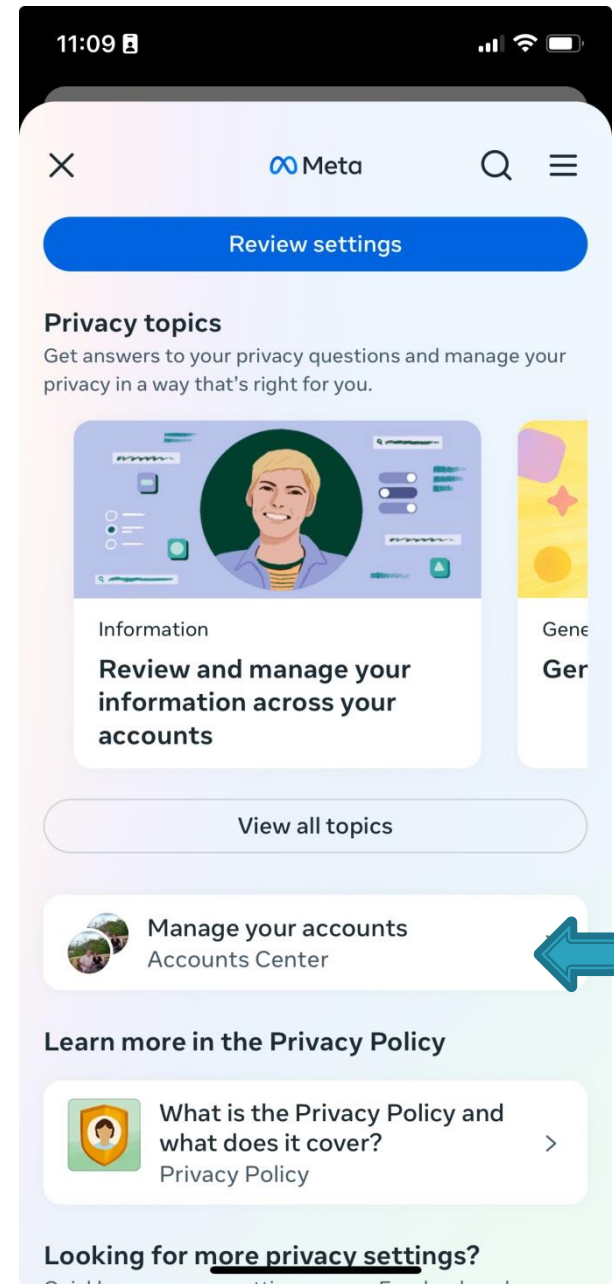 11:09
Meta
Review settings
Privacy topics
Get answers to your privacy questions and manage your
privacy in a way that's right for you.
Information
Review and manage your
information across your
accounts
Gene
Ger
View all topics
Manage your accounts
Accounts Center
Learn more in the Privacy Policy
What is the Privacy Policy and
what does it cover?
Privacy Policy
Looking for more privacy settings?